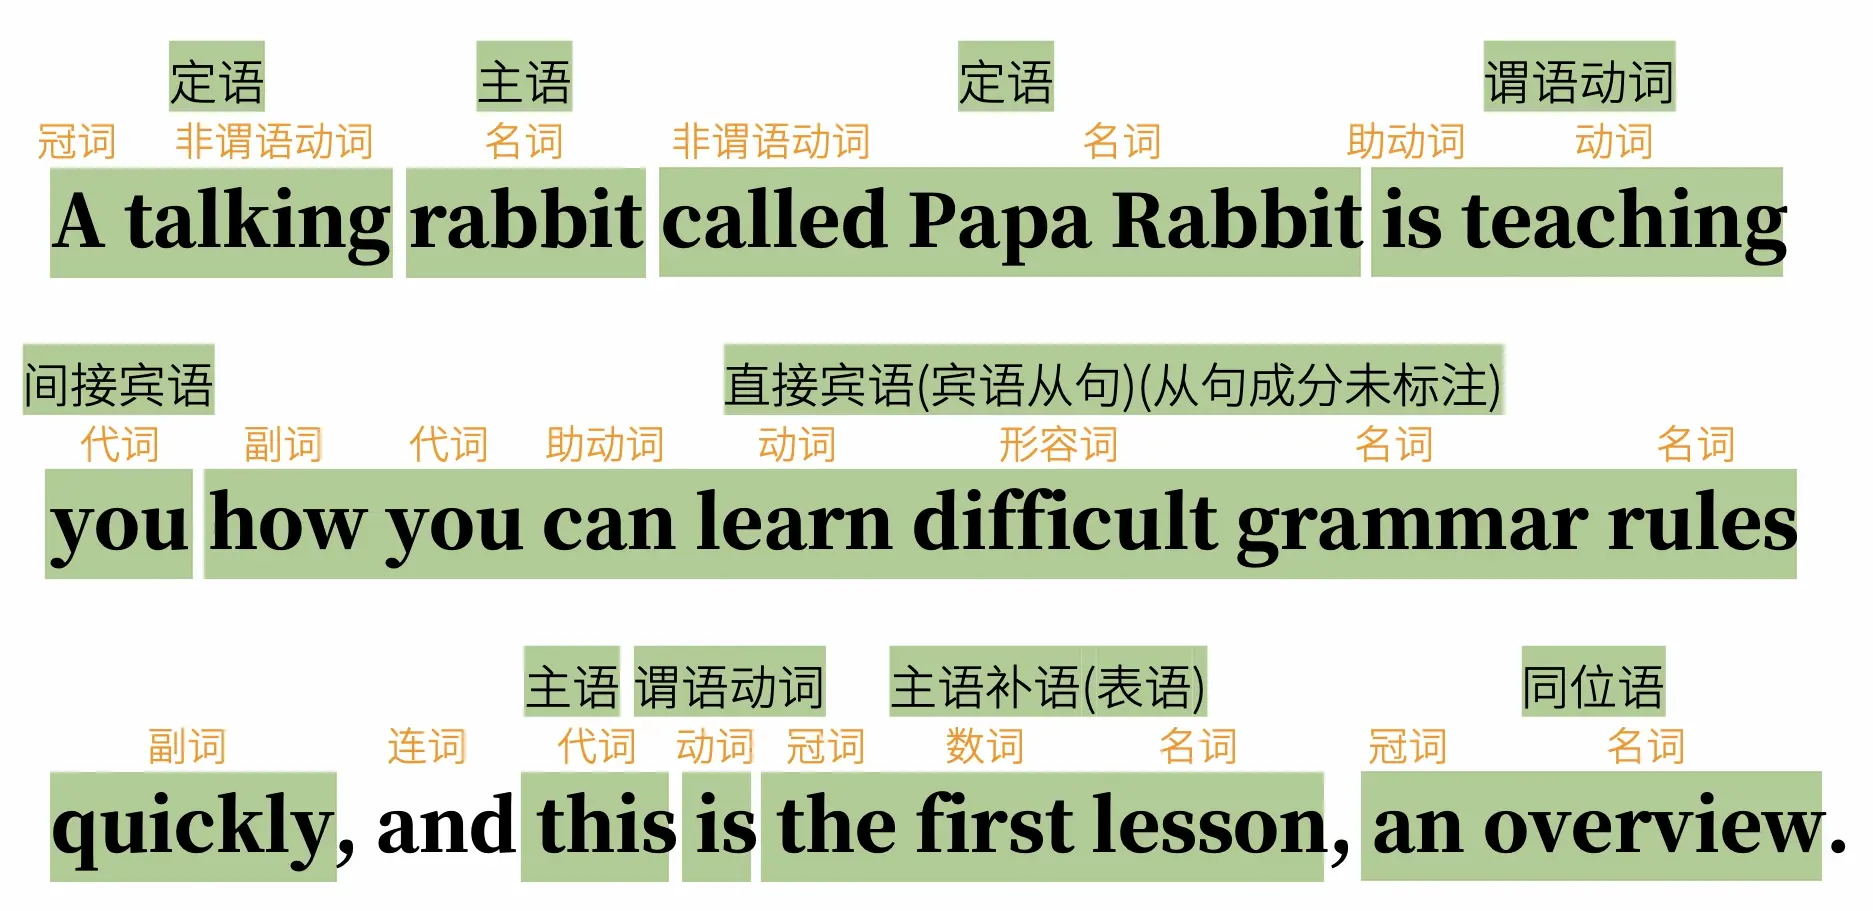 定语 主语 定语 谓语动词
冠词 非谓语动词 名词 非谓语动词 名词 助动词 动词
A talking rabbit called Papa Rabbit is teaching
间接宾语 直接宾语(宾语从句)(从句成分未标注)
代词 副词 代词 助动词 动词 形容词 名词 名词
you how you can learn difficult grammar rules
主语 谓语动词 主语补语(表语) 同位语
副词 连词 代词 动词 冠词 数词 名词 冠词 名词
quickly, and this is the first lesson, an overview.